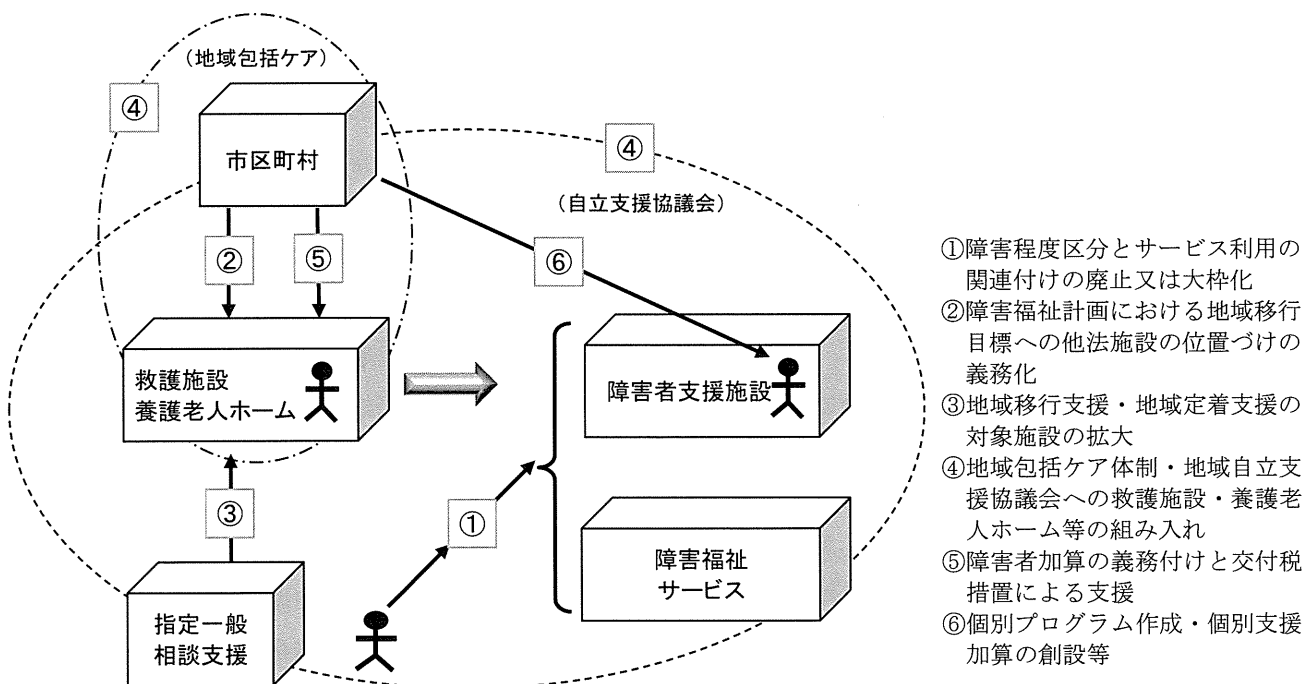 （地域包括ケア）
④
市区町村
④
（自立支援協議会）
②
⑤
⑥
救護施設
養護老人ホーム
障害者支援施設
③
①
障害福祉
サービス
指定一般
相談支援
①障害程度区分とサービス利用の
関連付けの廃止又は大枠化
②障害福祉計画における地域移行
目標への他法施設の位置づけの
義務化
③地域移行支援・地域定着支援の
対象施設の拡大
④地域包括ケア体制・地域自立支
援協議会への救護施設・養護老
人ホーム等の組み入れ
⑤障害者加算の義務付けと交付税
措置による支援
⑥個別プログラム作成・個別支援
加算の創設等